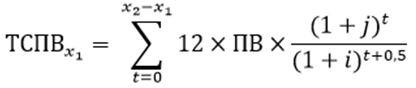 ТСПВ_{x_1} = \sum_{t=0}^{x_2-x_1} 12 × ПВ × \frac{(1 + j)^t}{(1 + i)^{t+0,5}}